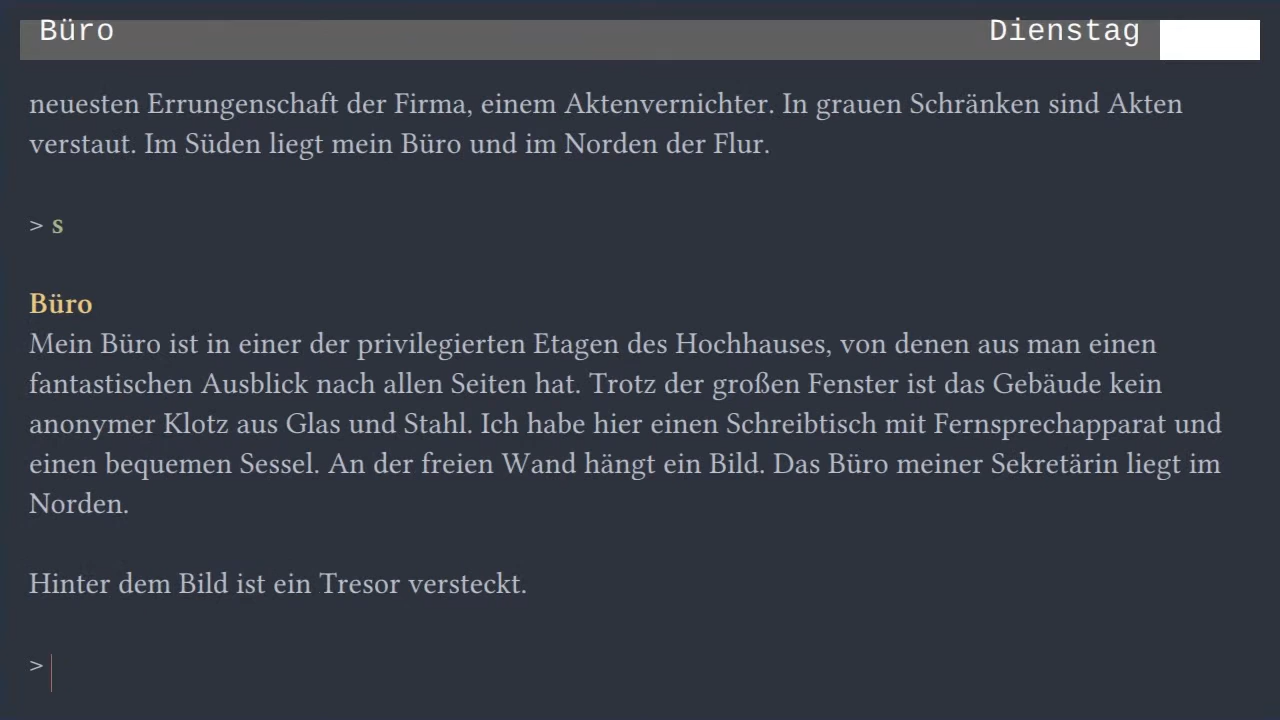 Büro Dienstag
neuesten Errungenschaft der Firma, einem Aktenvernichter. In grauen Schränken sind Akten
verstaut. Im Süden liegt mein Büro und im Norden der Flur.
> s
Büro
Mein Büro ist in einer der privilegierten Etagen des Hochhauses, von denen aus man einen
fantastischen Ausblick nach allen Seiten hat. Trotz der großen Fenster ist das Gebäude kein
anonymer Klotz aus Glas und Stahl. Ich habe hier einen Schreibtisch mit Fernsprechapparat und
einen bequemen Sessel. An der freien Wand hängt ein Bild. Das Büro meiner Sekretärin liegt im
Norden.
Hinter dem Bild ist ein Tresor versteckt.
>